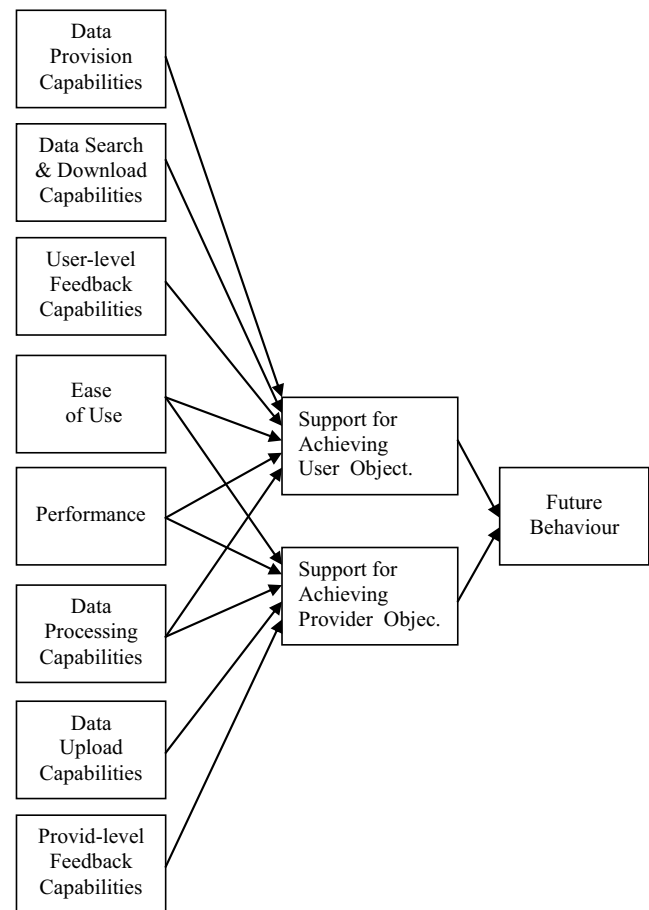 Data
Provision
Capabilities
Data Search
& Download
Capabilities
User-level
Feedback
Capabilities
Ease
of Use
Performance
Data
Processing
Capabilities
Data
Upload
Capabilities
Provid-level
Feedback
Capabilities
Support for
Achieving
User Object.
Support for
Achieving
Provider Objec.
Future
Behaviour